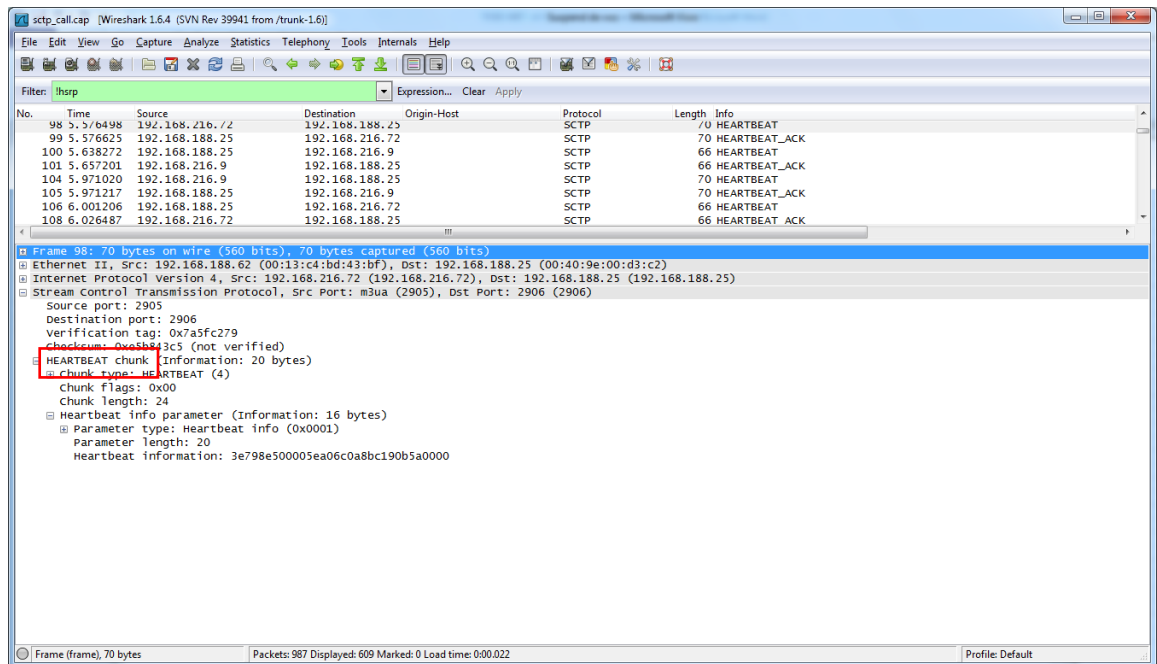 sctp_call.cap [Wireshark 1.6.4 (SVN Rev 39941 from /trunk-1.6)]
File Edit View Go Capture Analyze Statistics Telephony Tools Internals Help
Filter: !hsrp Expression... Clear Apply
No. Time Source Destination Origin-Host Protocol Length Info
98 5.576498 192.168.216.72 192.168.188.25 SCTP 70 HEARTBEAT
99 5.576625 192.168.188.25 192.168.216.72 SCTP 70 HEARTBEAT_ACK
100 5.638272 192.168.188.25 192.168.216.9 SCTP 66 HEARTBEAT
101 5.657201 192.168.216.9 192.168.188.25 SCTP 66 HEARTBEAT_ACK
104 5.971020 192.168.216.9 192.168.188.25 SCTP 70 HEARTBEAT
105 5.971217 192.168.188.25 192.168.216.9 SCTP 70 HEARTBEAT_ACK
106 6.001206 192.168.188.25 192.168.216.72 SCTP 66 HEARTBEAT
108 6.026487 192.168.216.72 192.168.188.25 SCTP 66 HEARTBEAT_ACK
Frame 98: 70 bytes on wire (560 bits), 70 bytes captured (560 bits)
Ethernet II, Src: 192.168.188.62 (00:13:c4:bd:43:bf), Dst: 192.168.188.25 (00:40:9e:00:d3:c2)
Internet Protocol Version 4, Src: 192.168.216.72 (192.168.216.72), Dst: 192.168.188.25 (192.168.188.25)
Stream Control Transmission Protocol, Src Port: m3ua (2905), Dst Port: 2906 (2906)
Source port: 2905
Destination port: 2906
Verification tag: 0x7a5fc279
Checksum: 0xe5b843c5 (not verified)
HEARTBEAT chunk (Information: 20 bytes)
Chunk type: HEARTBEAT (4)
Chunk flags: 0x00
Chunk length: 24
Heartbeat info parameter (Information: 16 bytes)
Parameter type: Heartbeat info (0x0001)
Parameter length: 20
Heartbeat information: 3e798e500005ea06c0a8bc190b5a0000
Frame (frame), 70 bytes Packets: 987 Displayed: 609 Marked: 0 Load time: 0:00.022 Profile: Default